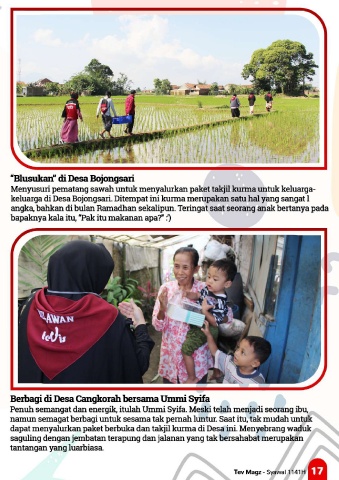 "Blusukan" di Desa Bojongsari
Menyusuri pematang sawah untuk menyalurkan paket takjil kurma untuk keluarga-
keluarga di Desa Bojongsari. Ditempat ini kurma merupakan satu hal yang sangat l
angka, bahkan di bulan Ramadhan sekalipun. Teringat saat seorang anak bertanya pada
bapaknya kala itu, "Pak itu makanan apa?" :')
ELAWAN
Berbagi di Desa Cangkorah bersama Ummi Syifa
Penuh semangat dan energik, itulah Ummi Syifa. Meski telah menjadi seorang ibu,
namun semagat berbagi untuk sesama tak pernah luntur. Saat itu, tak mudah untuk
dapat menyalurkan paket berbuka dan takjil kurma di Desa ini. Menyebrang waduk
saguling dengan jembatan terapung dan jalanan yang tak bersahabat merupakan
tantangan yang luarbiasa.
Tev Magz - Syawal 1141H 17